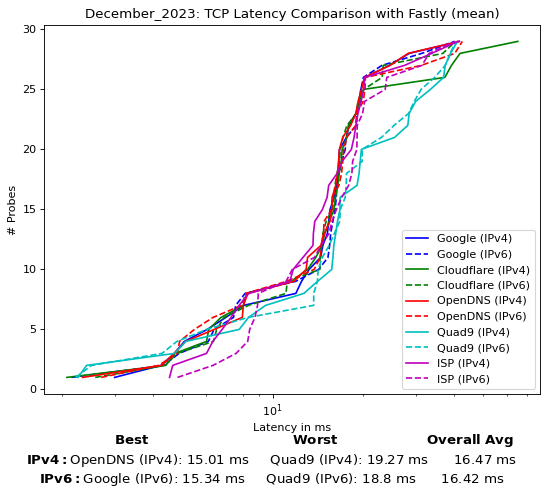 December_2023: TCP Latency Comparison with Fastly (mean)
# Probes
30
25
20
15
10
5
0
Google (IPv4)
Google (IPv6)
Cloudflare (IPv4)
Cloudflare (IPv6)
OpenDNS (IPv4)
OpenDNS (IPv6)
Quad9 (IPv4)
Quad9 (IPv6)
ISP (IPv4)
ISP (IPv6)
10^1
Latency in ms
Best Worst Overall Avg
IPv4: OpenDNS (IPv4): 15.01 ms Quad9 (IPv4): 19.27 ms 16.47 ms
IPv6: Google (IPv6): 15.34 ms Quad9 (IPv6): 18.8 ms 16.42 ms